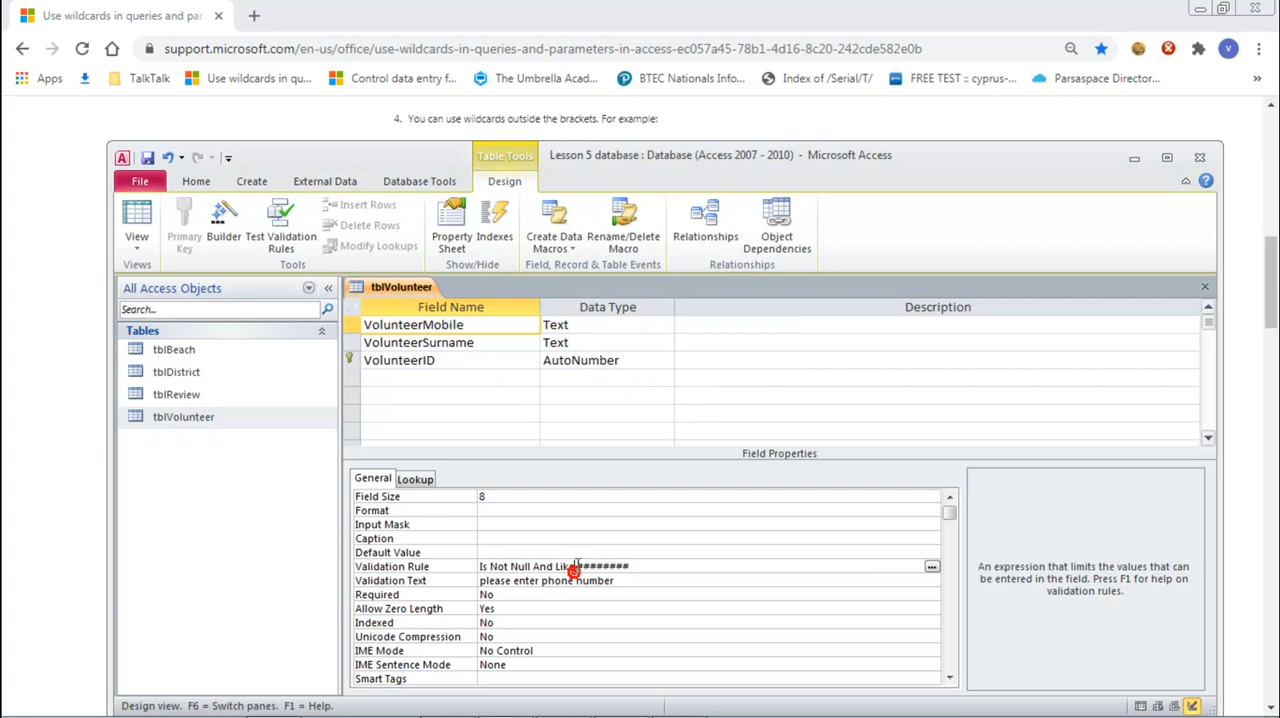 Use wildcards in queries and par
support.microsoft.com/en-us/office/use-wildcards-in-queries-and-parameters-in-access-ec057a45-78b1-4d16-8c20-242cde582e0b
V
Apps TalkTalk Use wildcards in qu... Control data entry f... The Umbrella Acad... BTEC Nationals Info... Index of /Serial/T/ FREE TEST :: cyprus-... Parsaspace Director...
4. You can use wildcards outside the brackets. For example:
Table Tools Lesson 5 database : Database (Access 2007 - 2010) - Microsoft Access
File Home Create External Data Database Tools Design
View Primary Key Builder Test Validation Rules Insert Rows Delete Rows Modify Lookups Property Sheet Indexes Create Data Macros Rename/Delete Macro Relationships Object Dependencies
Views Tools Show/Hide Field, Record & Table Events Relationships
All Access Objects
Search...
Tables
tblBeach
tblDistrict
tblReview
tblVolunteer
tblVolunteer
Field Name Data Type Description
VolunteerMobile Text
VolunteerSurname Text
VolunteerID AutoNumber
Field Properties
General Lookup
Field Size 8
Format
Input Mask
Caption
Default Value
Validation Rule Is Not Null And
Validation Text please enter phone number
Required No
Allow Zero Length Yes
Indexed No
Unicode Compression No
IME Mode No Control
IME Sentence Mode None
Smart Tags
An expression that limits the values that can
be entered in the field. Press F1 for help on
validation rules.
Design view. F6 = Switch panes. F1 = Help.